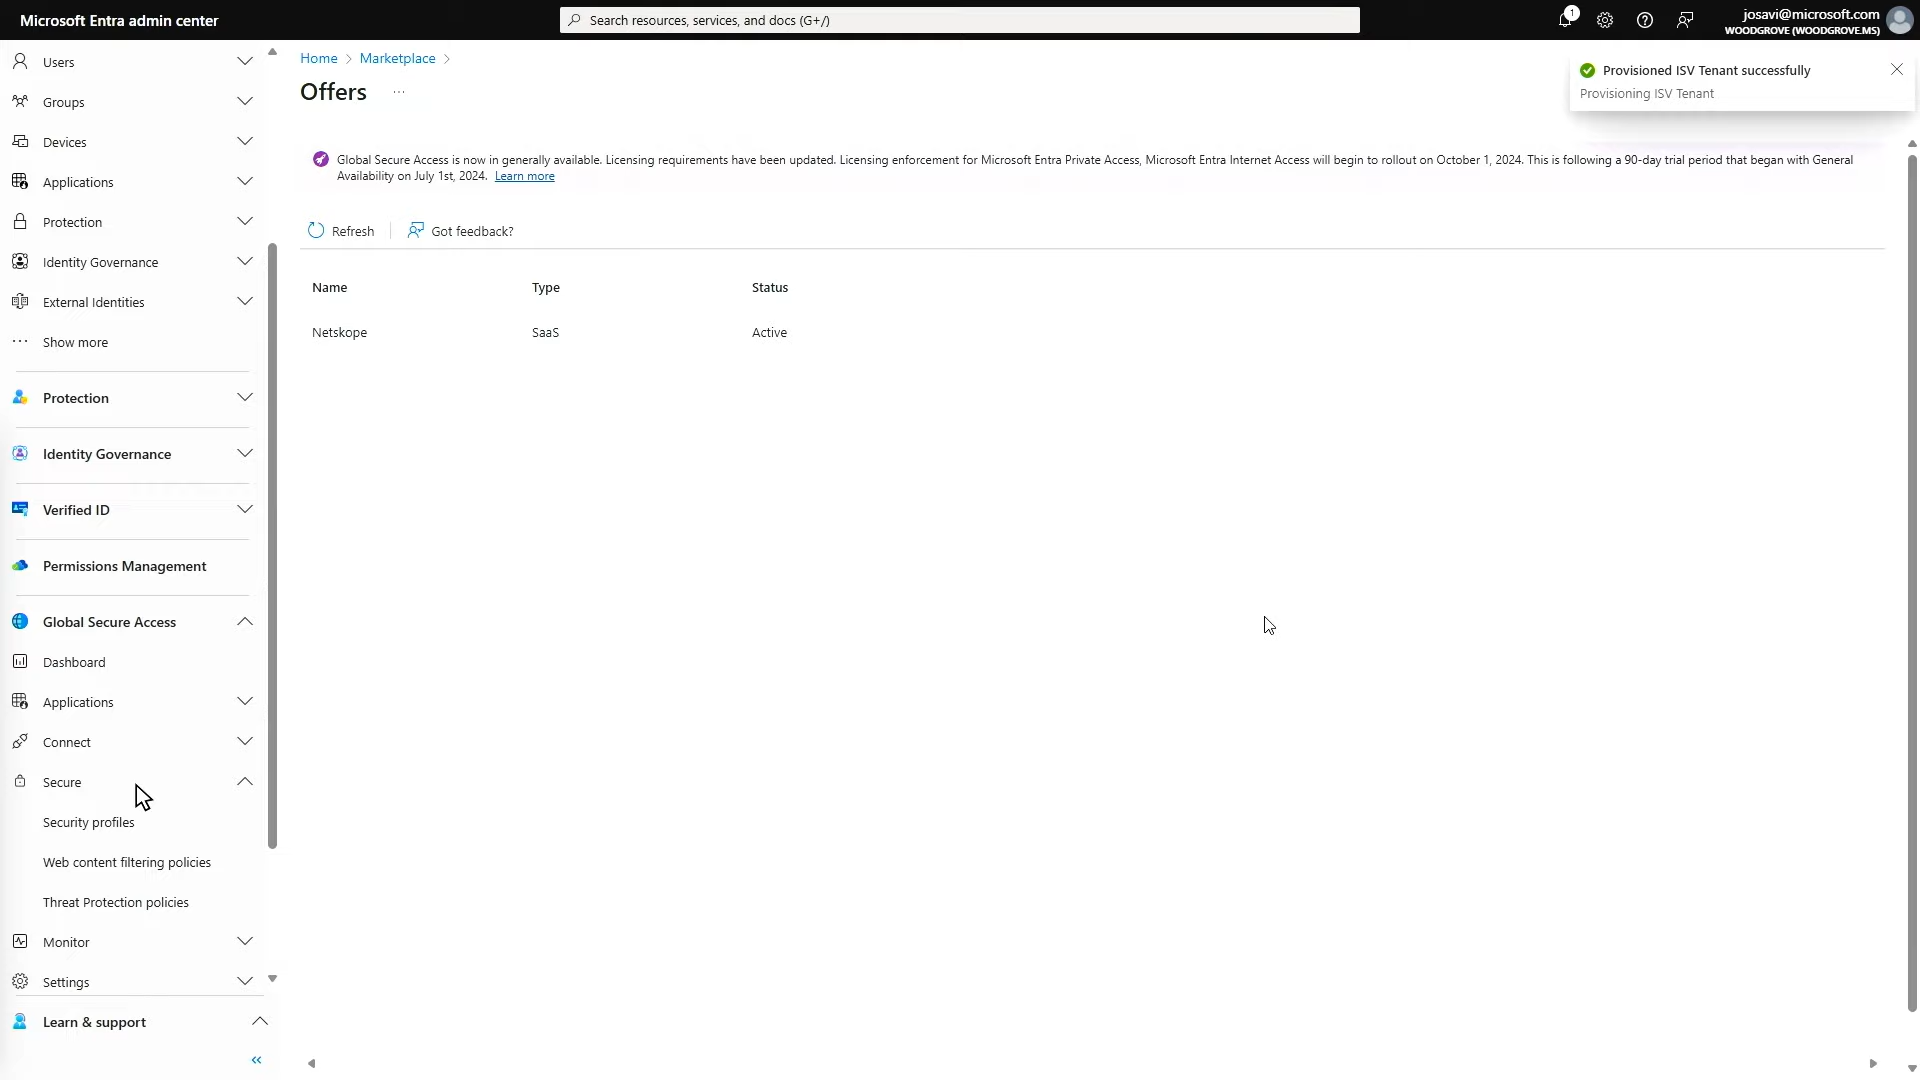 Microsoft Entra admin center
Search resources, services, and docs (G+/)
1
josavi@microsoft.com
WOODGROVE (WOODGROVE.MS)
Users
Groups
Devices
Applications
Protection
Identity Governance
External Identities
Show more
Protection
Identity Governance
Verified ID
Permissions Management
Global Secure Access
Dashboard
Applications
Connect
Secure
Security profiles
Web content filtering policies
Threat Protection policies
Monitor
Settings
Learn & support
Home > Marketplace >
Offers ...
Provisioned ISV Tenant successfully
Provisioning ISV Tenant
Global Secure Access is now in generally available. Licensing requirements have been updated. Licensing enforcement for Microsoft Entra Private Access, Microsoft Entra Internet Access will begin to rollout on October 1, 2024. This is following a 90-day trial period that began with General
Availability on July 1st, 2024. Learn more
Refresh Got feedback?
Name Type Status
Netskope SaaS Active